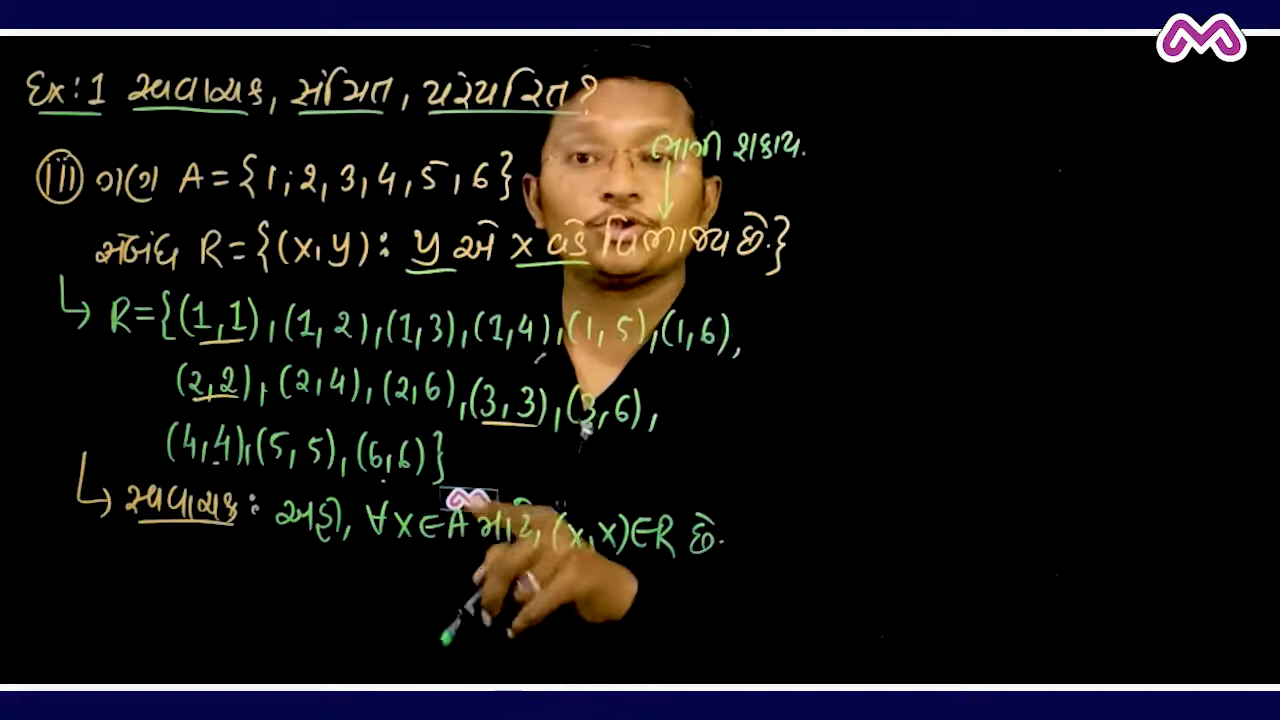 Ex:1 સ્વવાચક, સંમિત, પરંપરિત?
(iii) ગણ A={1,2,3,4,5,6}
સંબંધ R={(x,y): y એ x વડે વિભાજ્ય છે.}
ભાગી શકાય.
R={(1,1),(1,2),(1,3),(1,4),(1,5),(1,6),
(2,2),(2,4),(2,6),(3,3),(3,6),
(4,4),(5,5),(6,6)}
સ્વવાચક: અહીં, ∀x∈A માટે, (x,x)∈R છે.